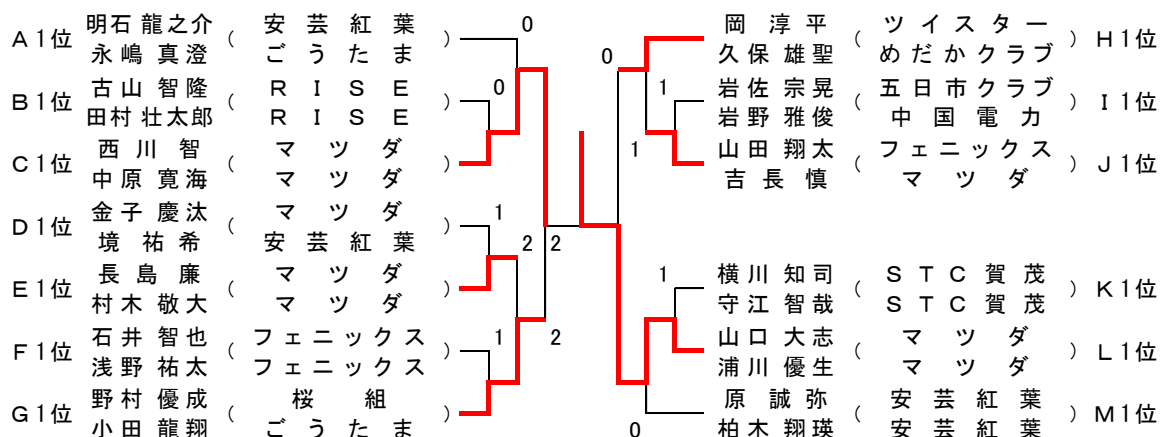 A1位 明石 龍之介 ( 安芸紅葉 )
永嶋 真澄 ごうたま
B1位 古山 智隆 ( RISE )
田村 壮太郎 RISE
C1位 西川 智 ( マツダ )
中原 寛海 マツダ
D1位 金子 慶汰 ( マツダ )
境 祐希 安芸紅葉
E1位 長島 廉 ( マツダ )
村木 敬大 マツダ
F1位 石井 智也 ( フェニックス )
浅野 祐太 フェニックス
G1位 野村 優成 ( 桜組 )
小田 龍翔 ごうたま
0
0
1
2 2
1
2
0
1
1
1
0
岡 淳平 ( ツイスター ) H1位
久保 雄聖 めだかクラブ
岩佐 宗晃 ( 五日市クラブ ) I1位
岩野 雅俊 中国電力
山田 翔太 ( フェニックス ) J1位
吉長 慎 マツダ
横川 知司 ( STC賀茂 ) K1位
守江 智哉 STC賀茂
山口 大志 ( マツダ ) L1位
浦川 優生 マツダ
原 誠弥 ( 安芸紅葉 ) M1位
柏木 翔瑛 安芸紅葉